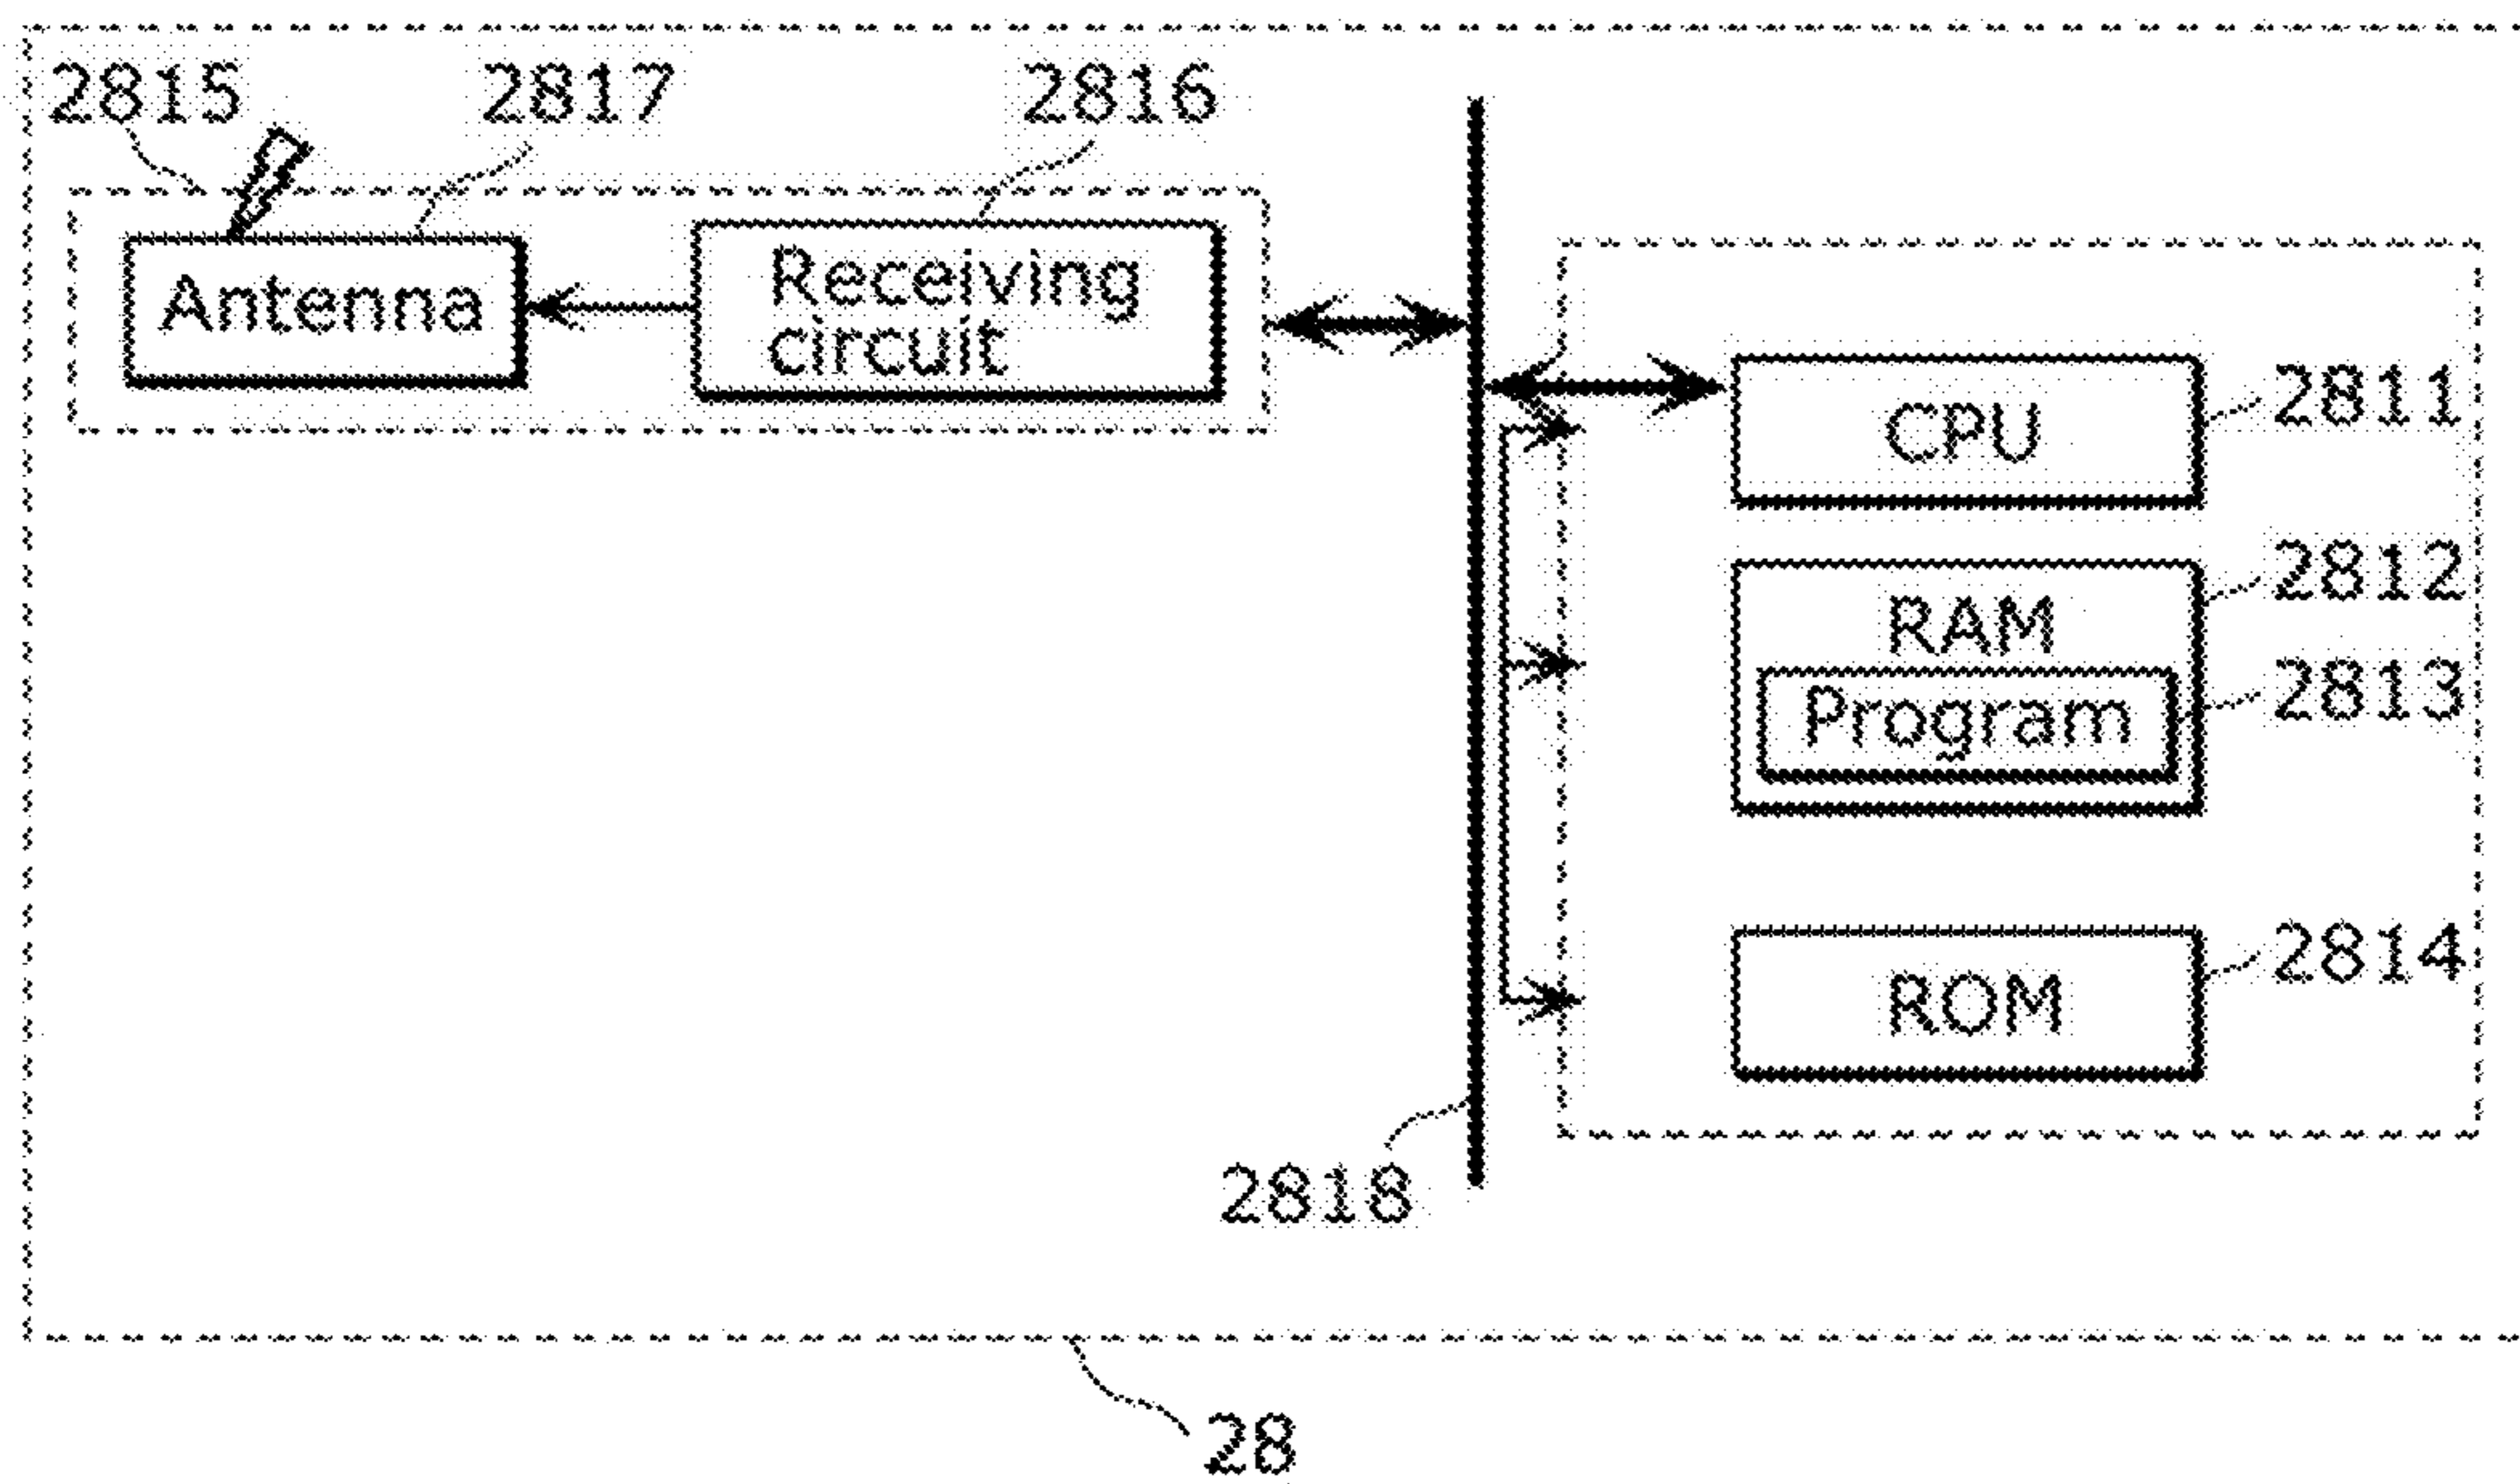 2815 2817 2816
Antenna
Receiving
circuit
CPU
2811
RAM
2812
Program
2813
ROM
2814
2818
28